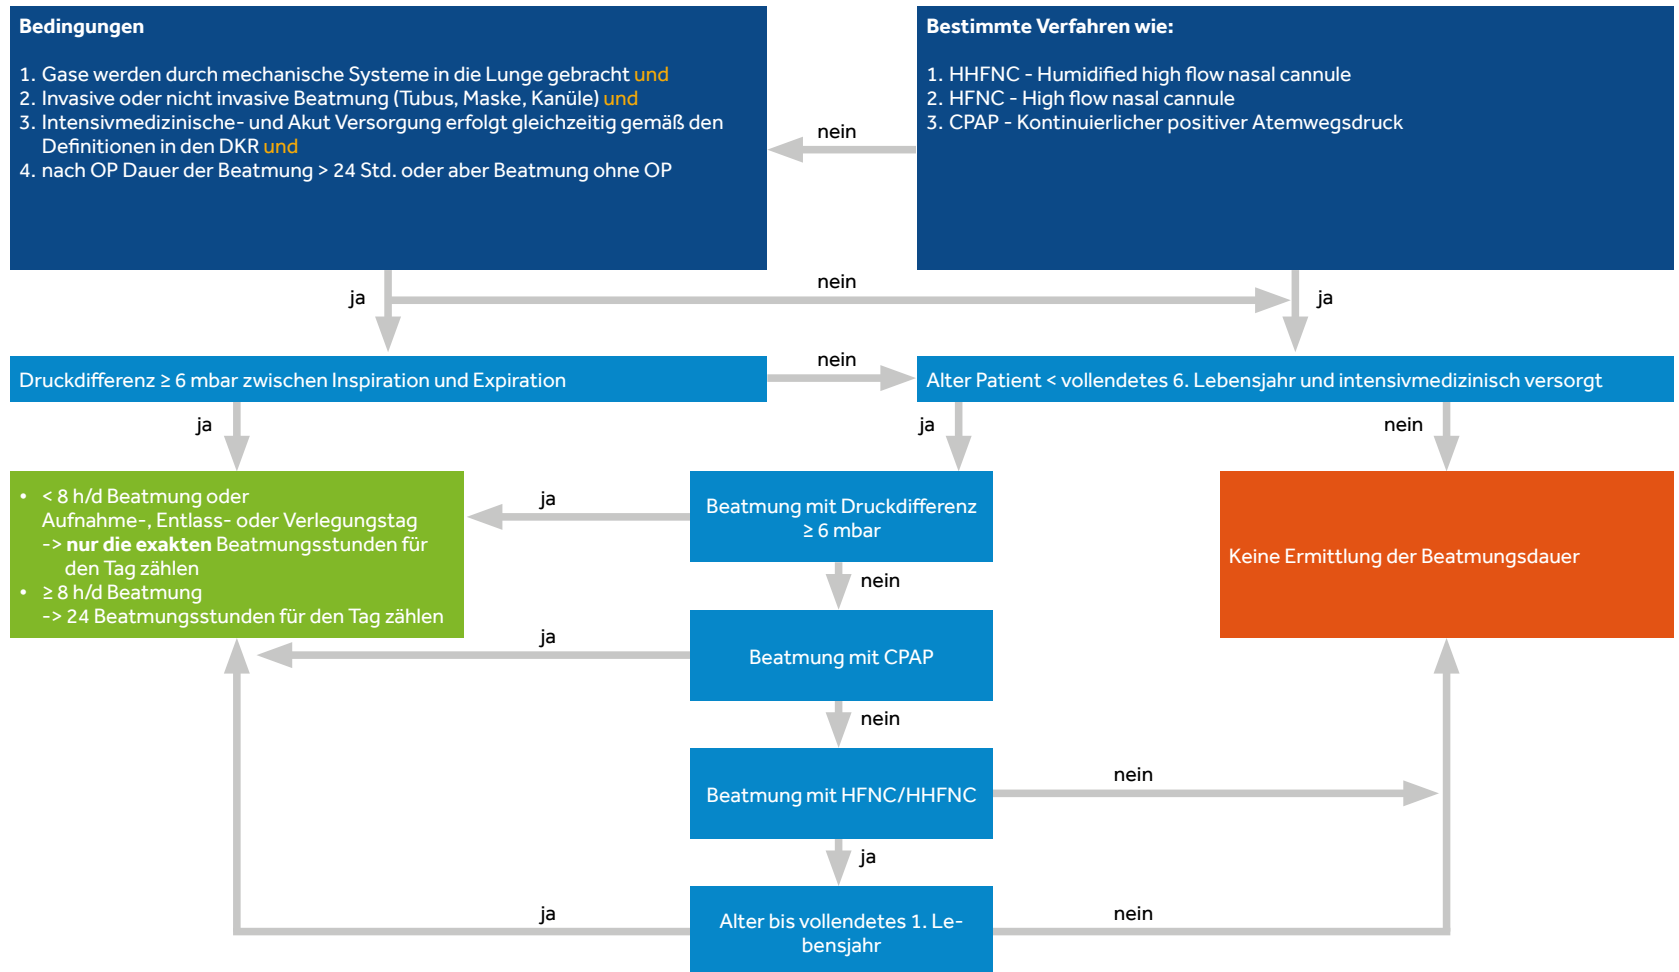 Bedingungen
1. Gase werden durch mechanische Systeme in die Lunge gebracht und
2. Invasive oder nicht invasive Beatmung (Tubus, Maske, Kanüle) und
3. Intensivmedizinische- und Akut Versorgung erfolgt gleichzeitig gemäß den
Definitionen in den DKR und
4. nach OP Dauer der Beatmung > 24 Std. oder aber Beatmung ohne OP
nein
Bestimmte Verfahren wie:
1. HHFNC - Humidified high flow nasal cannule
2. HFNC - High flow nasal cannule
3. CPAP - Kontinuierlicher positiver Atemwegsdruck
ja
nein
ja
Druckdifferenz ≥ 6 mbar zwischen Inspiration und Expiration
nein
Alter Patient < vollendetes 6. Lebensjahr und intensivmedizinisch versorgt
ja
ja
nein
• < 8 h/d Beatmung oder
Aufnahme-, Entlass- oder Verlegungstag
-> nur die exakten Beatmungsstunden für
den Tag zählen
• ≥ 8 h/d Beatmung
-> 24 Beatmungsstunden für den Tag zählen
ja
Beatmung mit Druckdifferenz
≥ 6 mbar
Keine Ermittlung der Beatmungsdauer
nein
ja
Beatmung mit CPAP
nein
Beatmung mit HFNC/HHFNC
nein
ja
ja
Alter bis vollendetes 1. Le-
bensjahr
nein